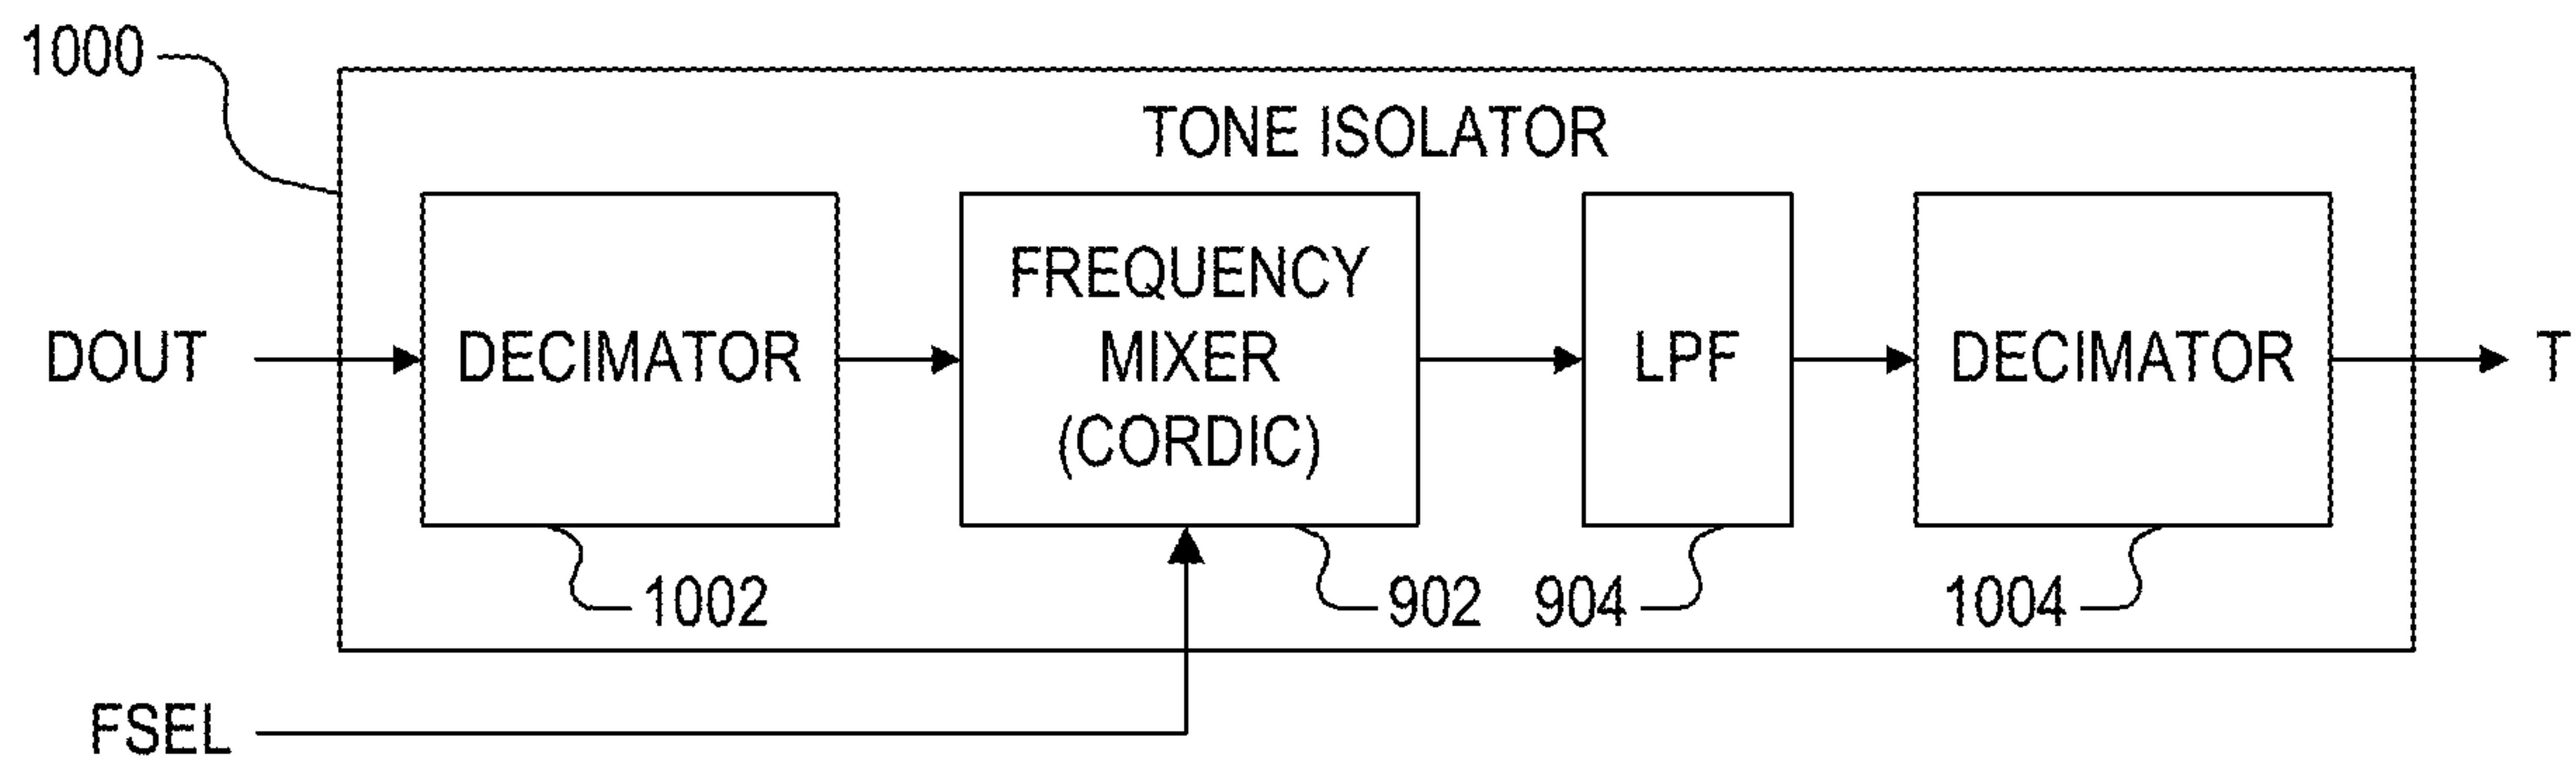 1000
TONE ISOLATOR
DOUT
DECIMATOR
FREQUENCY
MIXER
(CORDIC)
LPF
DECIMATOR
T
1002
902
904
1004
FSEL